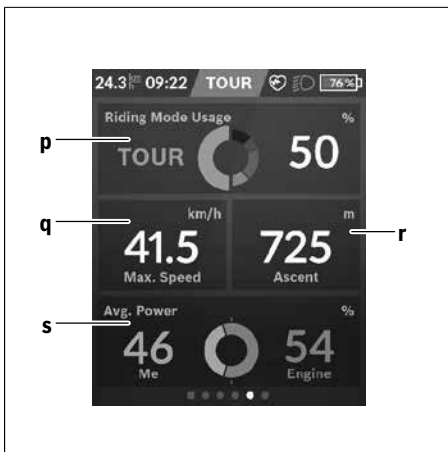 24.3 km/h 09:22 TOUR 76%
Riding Mode Usage %
p
TOUR 50
q
km/h m
r
41.5 725
Max. Speed Ascent
Avg. Power %
s
46 54
Me Engine